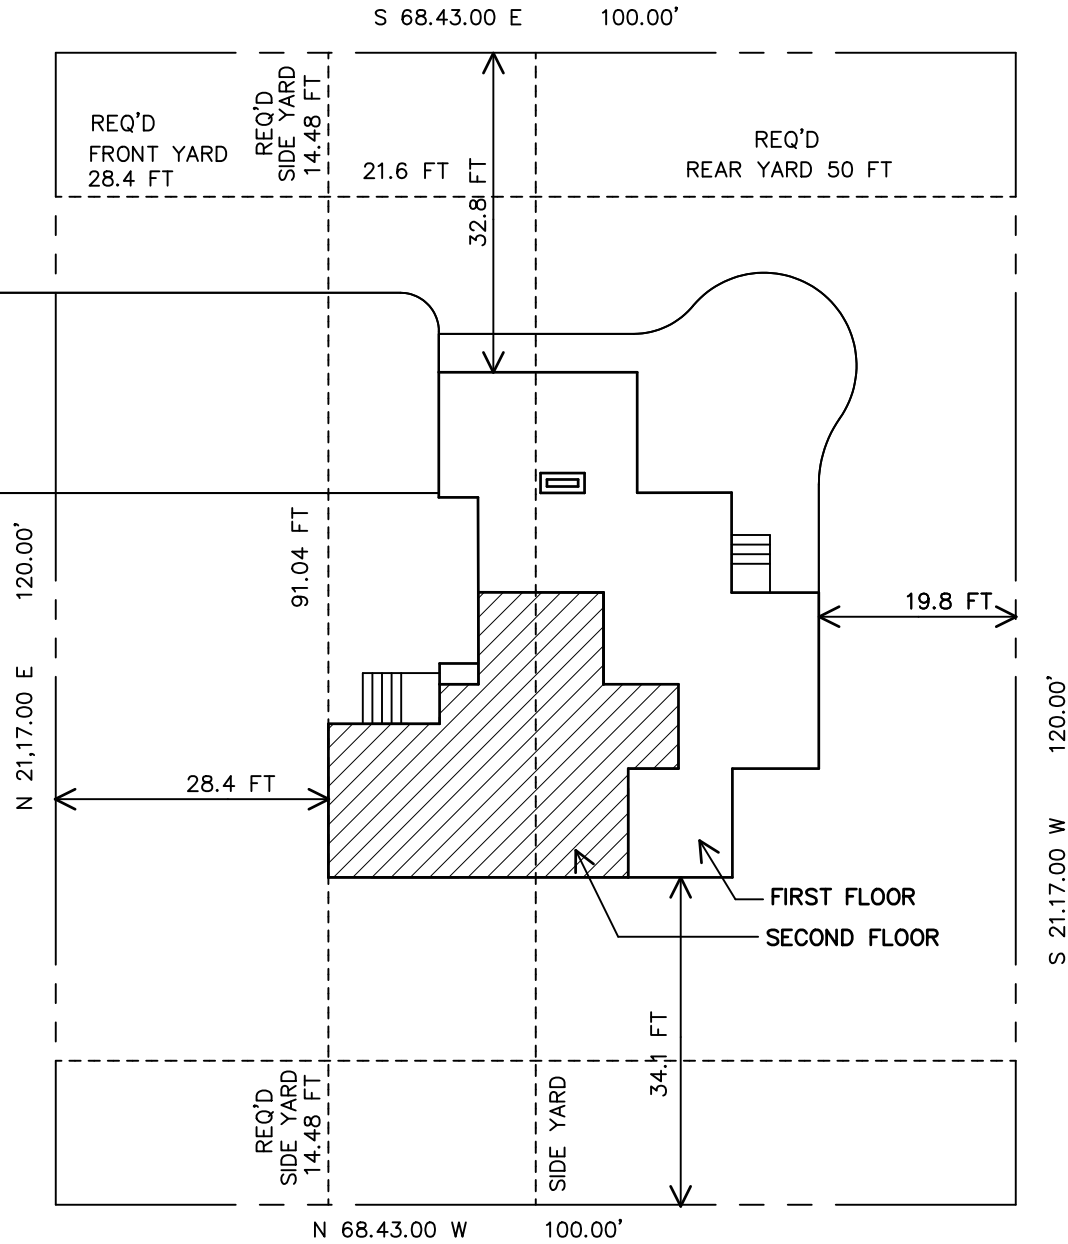 S 68.43.00 E 100.00'
REQ'D
FRONT YARD
28.4 FT
REQ'D
SIDE YARD
14.48 FT
21.6 FT
32.8 FT
REQ'D
REAR YARD 50 FT
N 21,17.00 E 120.00'
91.04 FT
19.8 FT
28.4 FT
S 21.17.00 W 120.00'
FIRST FLOOR
SECOND FLOOR
34.1 FT
REQ'D
SIDE YARD
14.48 FT
SIDE YARD
N 68.43.00 W 100.00'